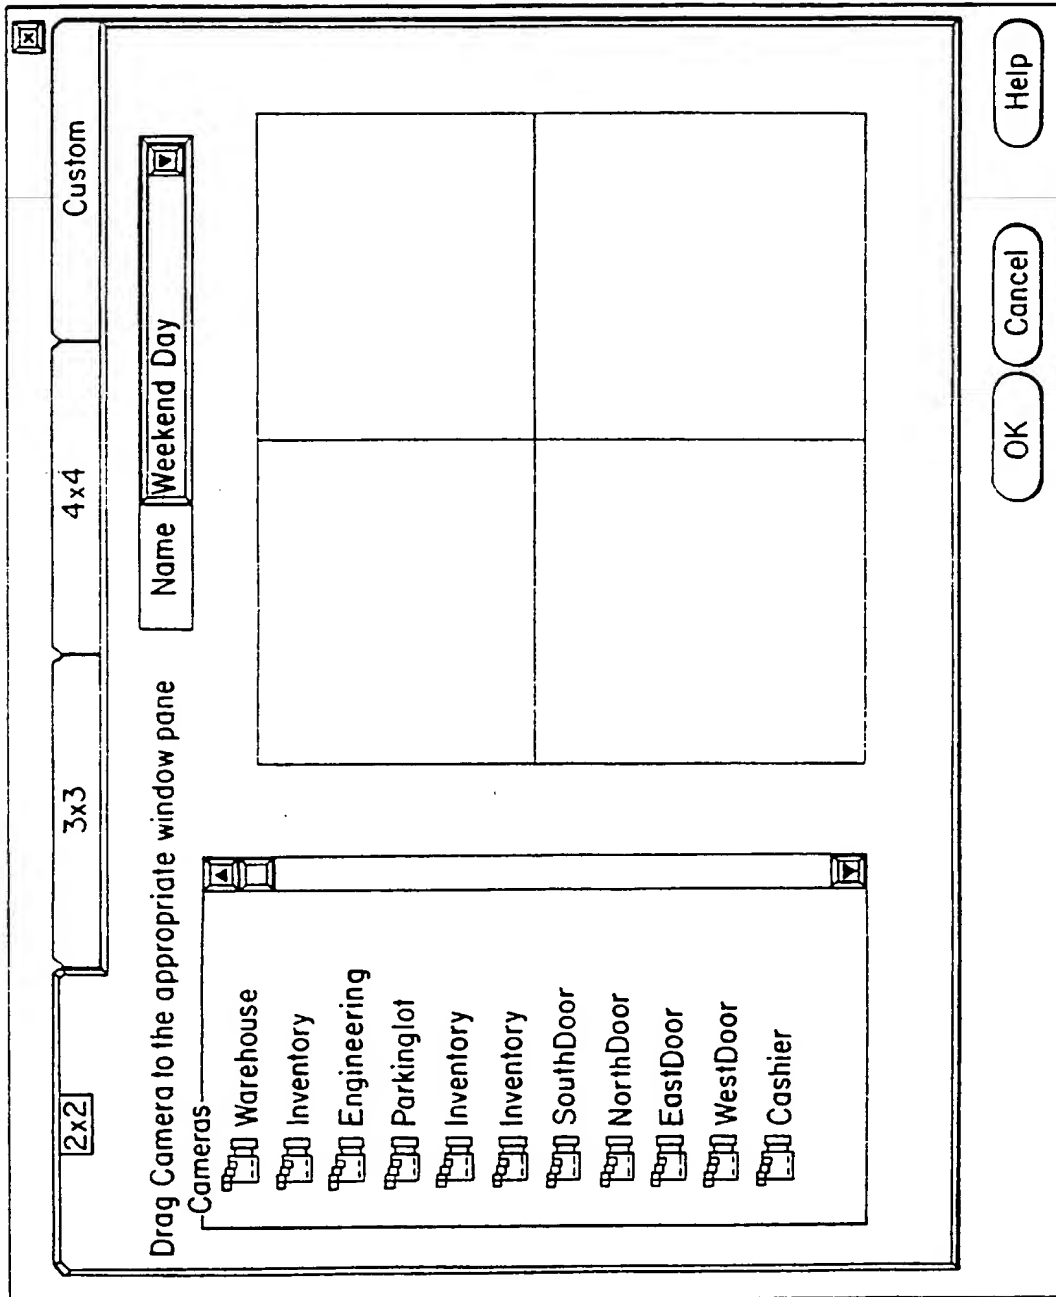 2x2
3x3
4x4
Custom
Drag Camera to the appropriate window pane
Name
Weekend Day
Cameras
Warehouse
Inventory
Engineering
Parkinglot
Inventory
Inventory
SouthDoor
NorthDoor
EastDoor
WestDoor
Cashier
OK
Cancel
Help